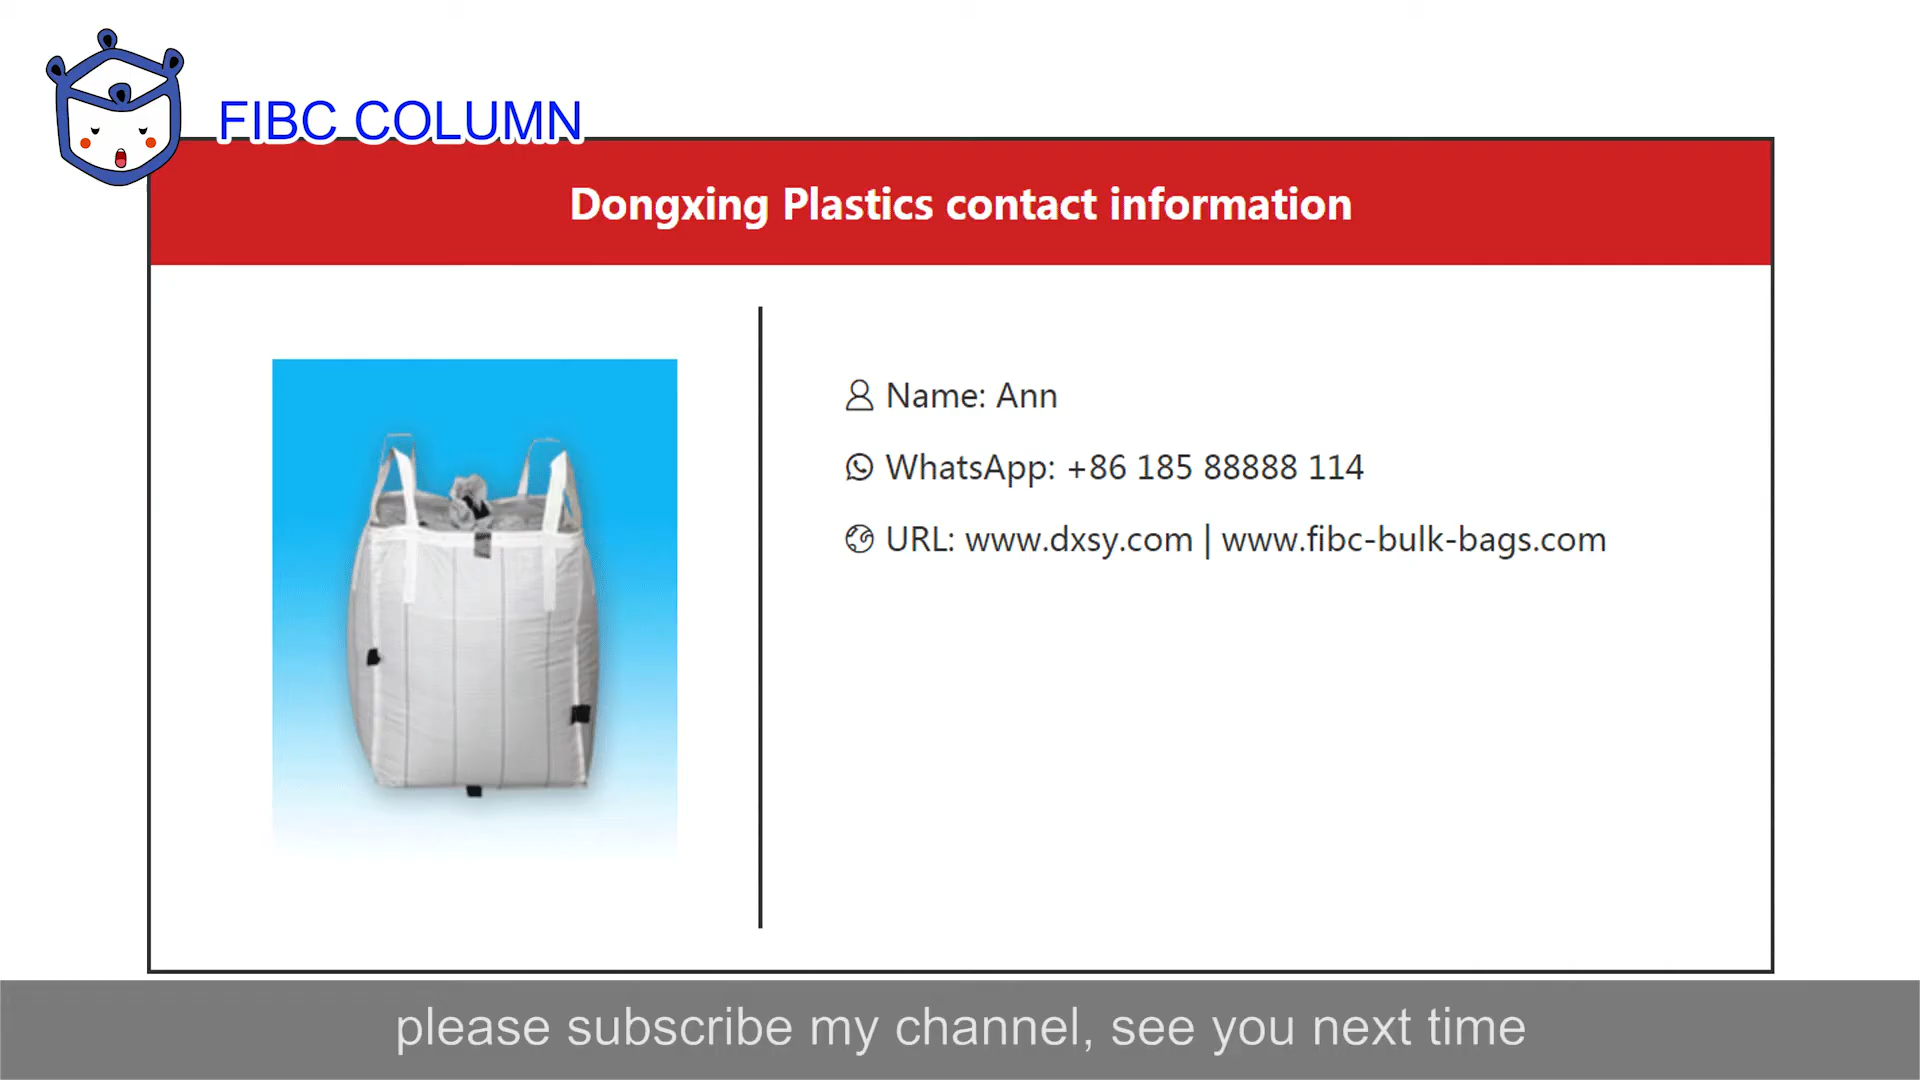 FIBC COLUMN
Dongxing Plastics contact information
Name: Ann
WhatsApp: +86 185 88888 114
URL: www.dxsy.com | www.fibc-bulk-bags.com
please subscribe my channel, see you next time